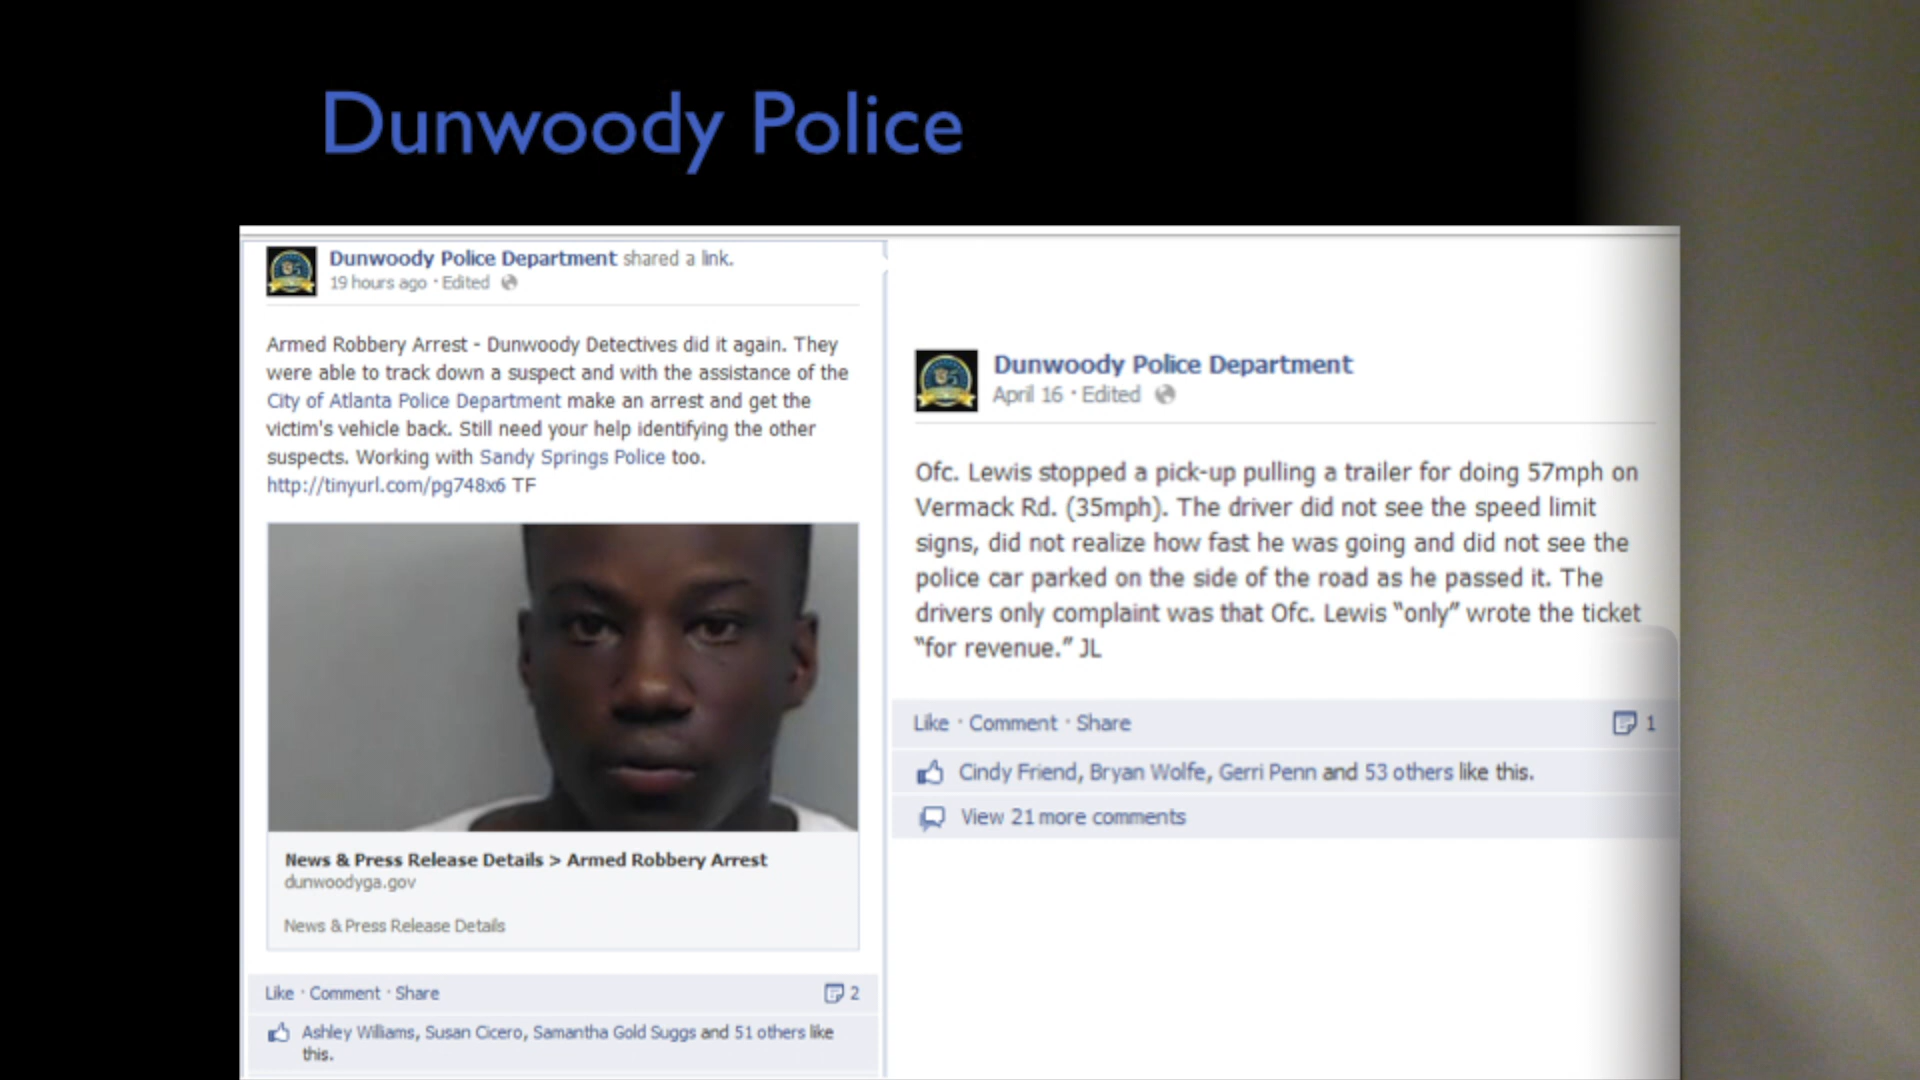 Dunwoody Police
Dunwoody Police Department shared a link.
19 hours ago · Edited
Armed Robbery Arrest - Dunwoody Detectives did it again. They
were able to track down a suspect and with the assistance of the
City of Atlanta Police Department make an arrest and get the
victim's vehicle back. Still need your help identifying the other
suspects. Working with Sandy Springs Police too.
http://tinyurl.com/pg748x6 TF
News & Press Release Details > Armed Robbery Arrest
dunwoodyga.gov
News & Press Release Details
Like · Comment · Share
2
Ashley Williams, Susan Cicero, Samantha Gold Suggs and 51 others like
this.
Dunwoody Police Department
April 16 · Edited
Ofc. Lewis stopped a pick-up pulling a trailer for doing 57mph on
Vermack Rd. (35mph). The driver did not see the speed limit
signs, did not realize how fast he was going and did not see the
police car parked on the side of the road as he passed it. The
drivers only complaint was that Ofc. Lewis “only” wrote the ticket
“for revenue.” JL
Like · Comment · Share
1
Cindy Friend, Bryan Wolfe, Gerri Penn and 53 others like this.
View 21 more comments